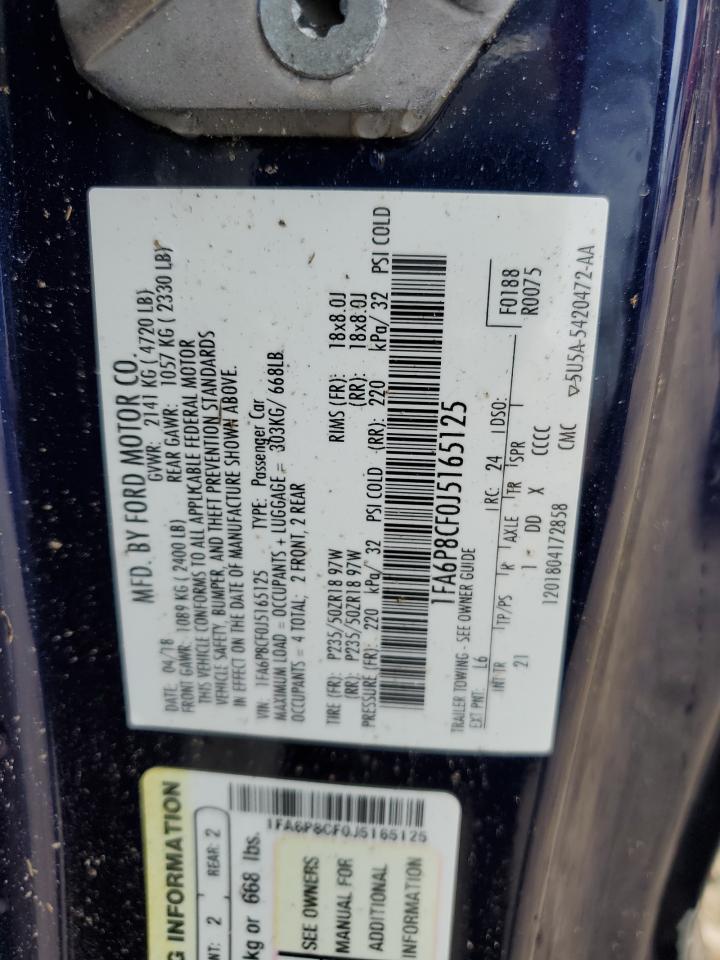 MFD. BY FORD MOTOR CO.
DATE: 04/18 GVWR: 2141 KG ( 4720 LB)
FRONT GAWR: 1089 KG ( 2400 LB) REAR GAWR: 1057 KG ( 2330 LB)
THIS VEHICLE CONFORMS TO ALL APPLICABLE FEDERAL MOTOR
VEHICLE SAFETY, BUMPER, AND THEFT PREVENTION STANDARDS
IN EFFECT ON THE DATE OF MANUFACTURE SHOWN ABOVE.
VIN: 1FA6P8CF0J5165125 TYPE: Passenger Car
MAXIMUM LOAD = OCCUPANTS + LUGGAGE = 303KG/ 668LB
OCCUPANTS = 4 TOTAL; 2 FRONT, 2 REAR
TIRE (FR): P235/50ZR18 97W RIMS (FR): 18x8.0J
(RR): P235/50ZR18 97W (RR): 18x8.0J
PRESSURE (FR): 220 kPa/ 32 PSI COLD (RR): 220 kPa/ 32 PSI COLD
1FA6P8CF0J5165125
TRAILER TOWING - SEE OWNER GUIDE
F0188
R0075
EXT PNT: L6 RC: 24 DSO:
INT TR TP/PS R AXLE TR SPR
21 1 DD X CCCC
1201804172858 CMC
5U5A-5420472-AA
G INFORMATION
NT: 2 REAR: 2
kg or 668 lbs.
1FA6P8CF0J5165125
SEE OWNERS
MANUAL FOR
ADDITIONAL
INFORMATION